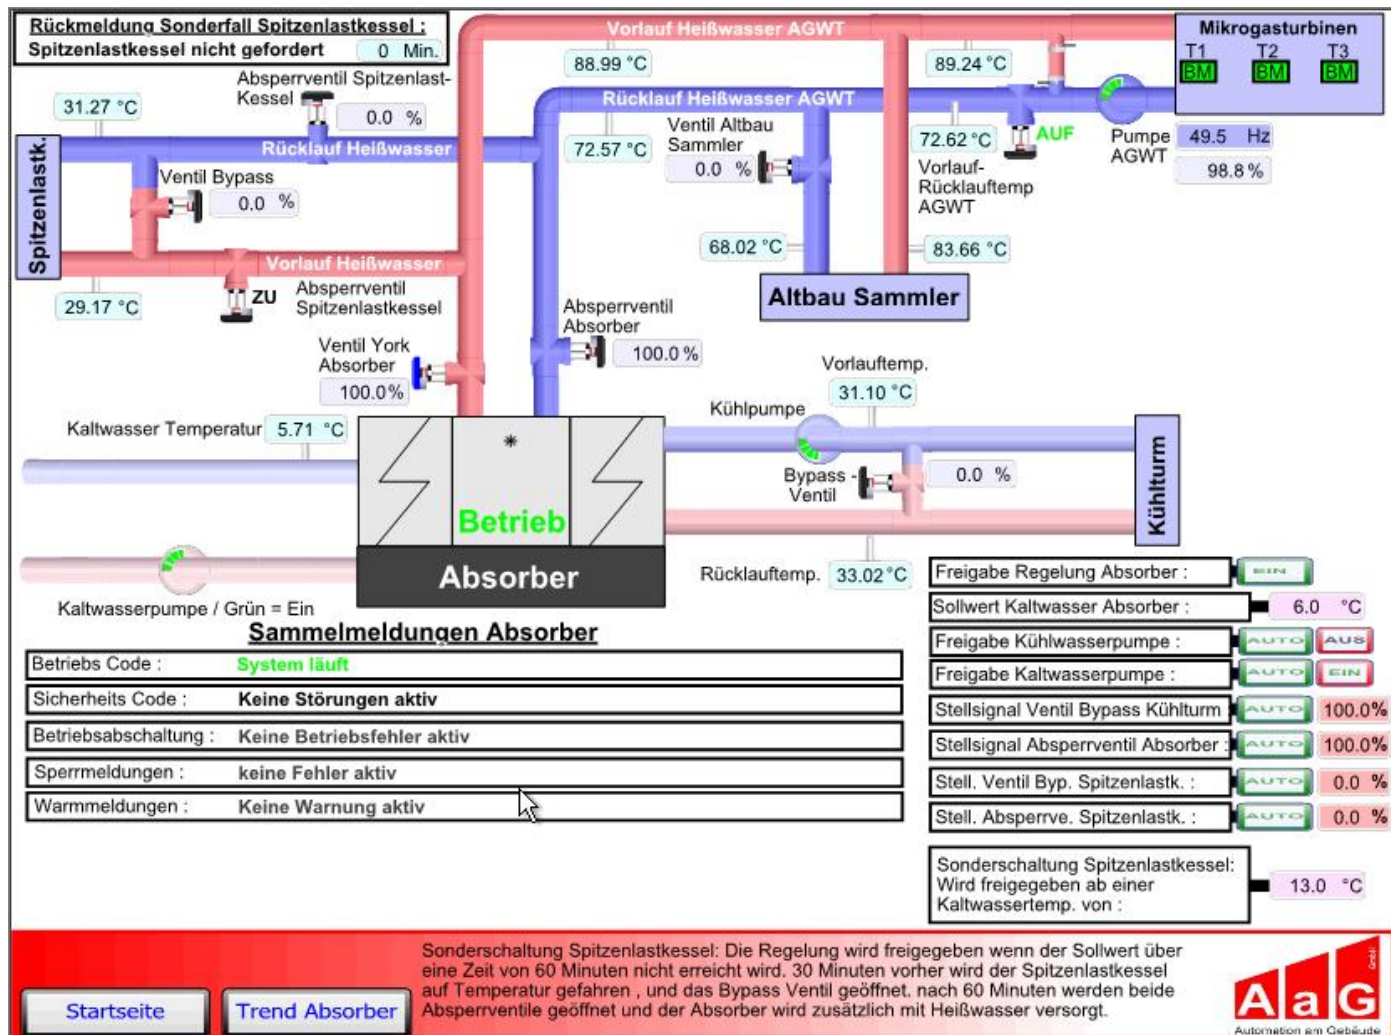 Rückmeldung Sonderfall Spitzenlastkessel :
Spitzenlastkessel nicht gefordert 0 Min.
Vorlauf Heißwasser AGWT
88.99 °C
89.24 °C
Mikrogasturbinen
T1 T2 T3
BM BM BM
Absperrventil Spitzenlast-
Kessel
0.0 %
31.27 °C
Rücklauf Heißwasser AGWT
Rücklauf Heißwasser
72.57 °C
Ventil Altbau
Sammler
0.0 %
72.62 °C
AUF
Vorlauf-
Rücklauftemp
AGWT
Pumpe
AGWT
49.5 Hz
98.8 %
Spitzenlastk.
Ventil Bypass
0.0 %
68.02 °C
83.66 °C
Vorlauf Heißwasser
29.17 °C
ZU
Absperrventil
Spitzenlastkessel
Altbau Sammler
Absperrventil
Absorber
100.0 %
Ventil York
Absorber
100.0%
Vorlauftemp.
31.10 °C
Kühlpumpe
Kaltwasser Temperatur 5.71 °C
*
Bypass -
Ventil
0.0 %
Kühlturm
Betrieb
Absorber
Rücklauftemp. 33.02 °C
Kaltwasserpumpe / Grün = Ein
Freigabe Regelung Absorber : EIN
Sollwert Kaltwasser Absorber : 6.0 °C
Freigabe Kühlwasserpumpe : AUTO AUS
Freigabe Kaltwasserpumpe : AUTO EIN
Stellsignal Ventil Bypass Kühlturm AUTO 100.0%
Stellsignal Absperrventil Absorber : AUTO 100.0%
Stell. Ventil Byp. Spitzenlastk. : AUTO 0.0 %
Stell. Absperrve. Spitzenlastk. : AUTO 0.0 %
Sonderschaltung Spitzenlastkessel:
Wird freigegeben ab einer
Kaltwassertemp. von :
13.0 °C
Sammelmeldungen Absorber
Betriebs Code : System läuft
Sicherheits Code : Keine Störungen aktiv
Betriebsabschaltung : Keine Betriebsfehler aktiv
Sperrmeldungen : keine Fehler aktiv
Warmmeldungen : Keine Warnung aktiv
Startseite
Trend Absorber
Sonderschaltung Spitzenlastkessel: Die Regelung wird freigegeben wenn der Sollwert über
eine Zeit von 60 Minuten nicht erreicht wird. 30 Minuten vorher wird der Spitzenlastkessel
auf Temperatur gefahren , und das Bypass Ventil geöffnet. nach 60 Minuten werden beide
Absperrventile geöffnet und der Absorber wird zusätzlich mit Heißwasser versorgt.
AaG
GmbH
Automation am Gebäude